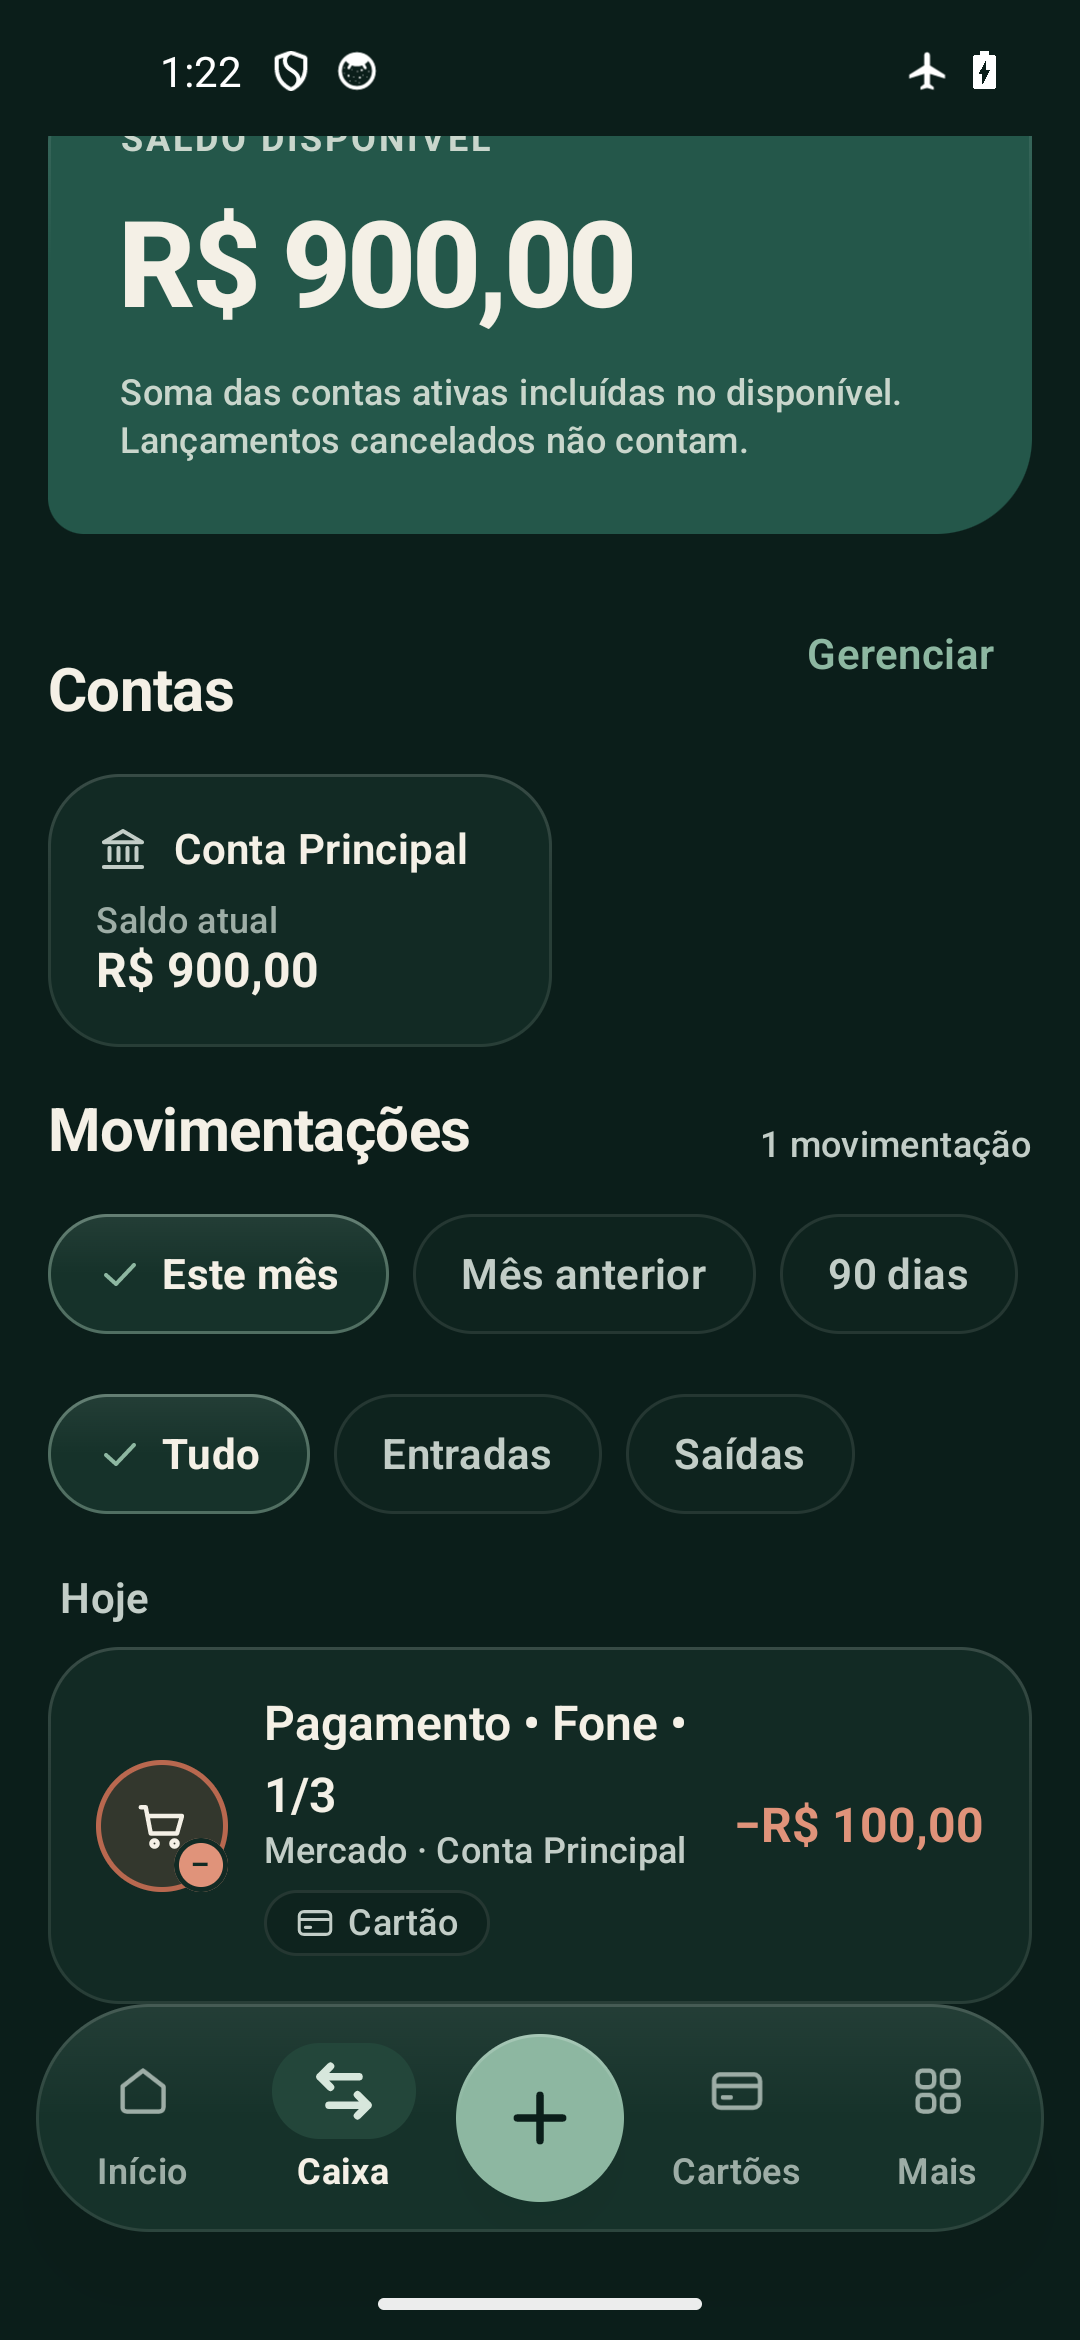 1:22
SALDO DISPONÍVEL
R$ 900,00
Soma das contas ativas incluídas no disponível.
Lançamentos cancelados não contam.
Gerenciar
Contas
Conta Principal
Saldo atual
R$ 900,00
Movimentações
1 movimentação
Este mês
Mês anterior
90 dias
Tudo
Entradas
Saídas
Hoje
Pagamento • Fone •
1/3
Mercado · Conta Principal
−R$ 100,00
Cartão
Início
Caixa
Cartões
Mais